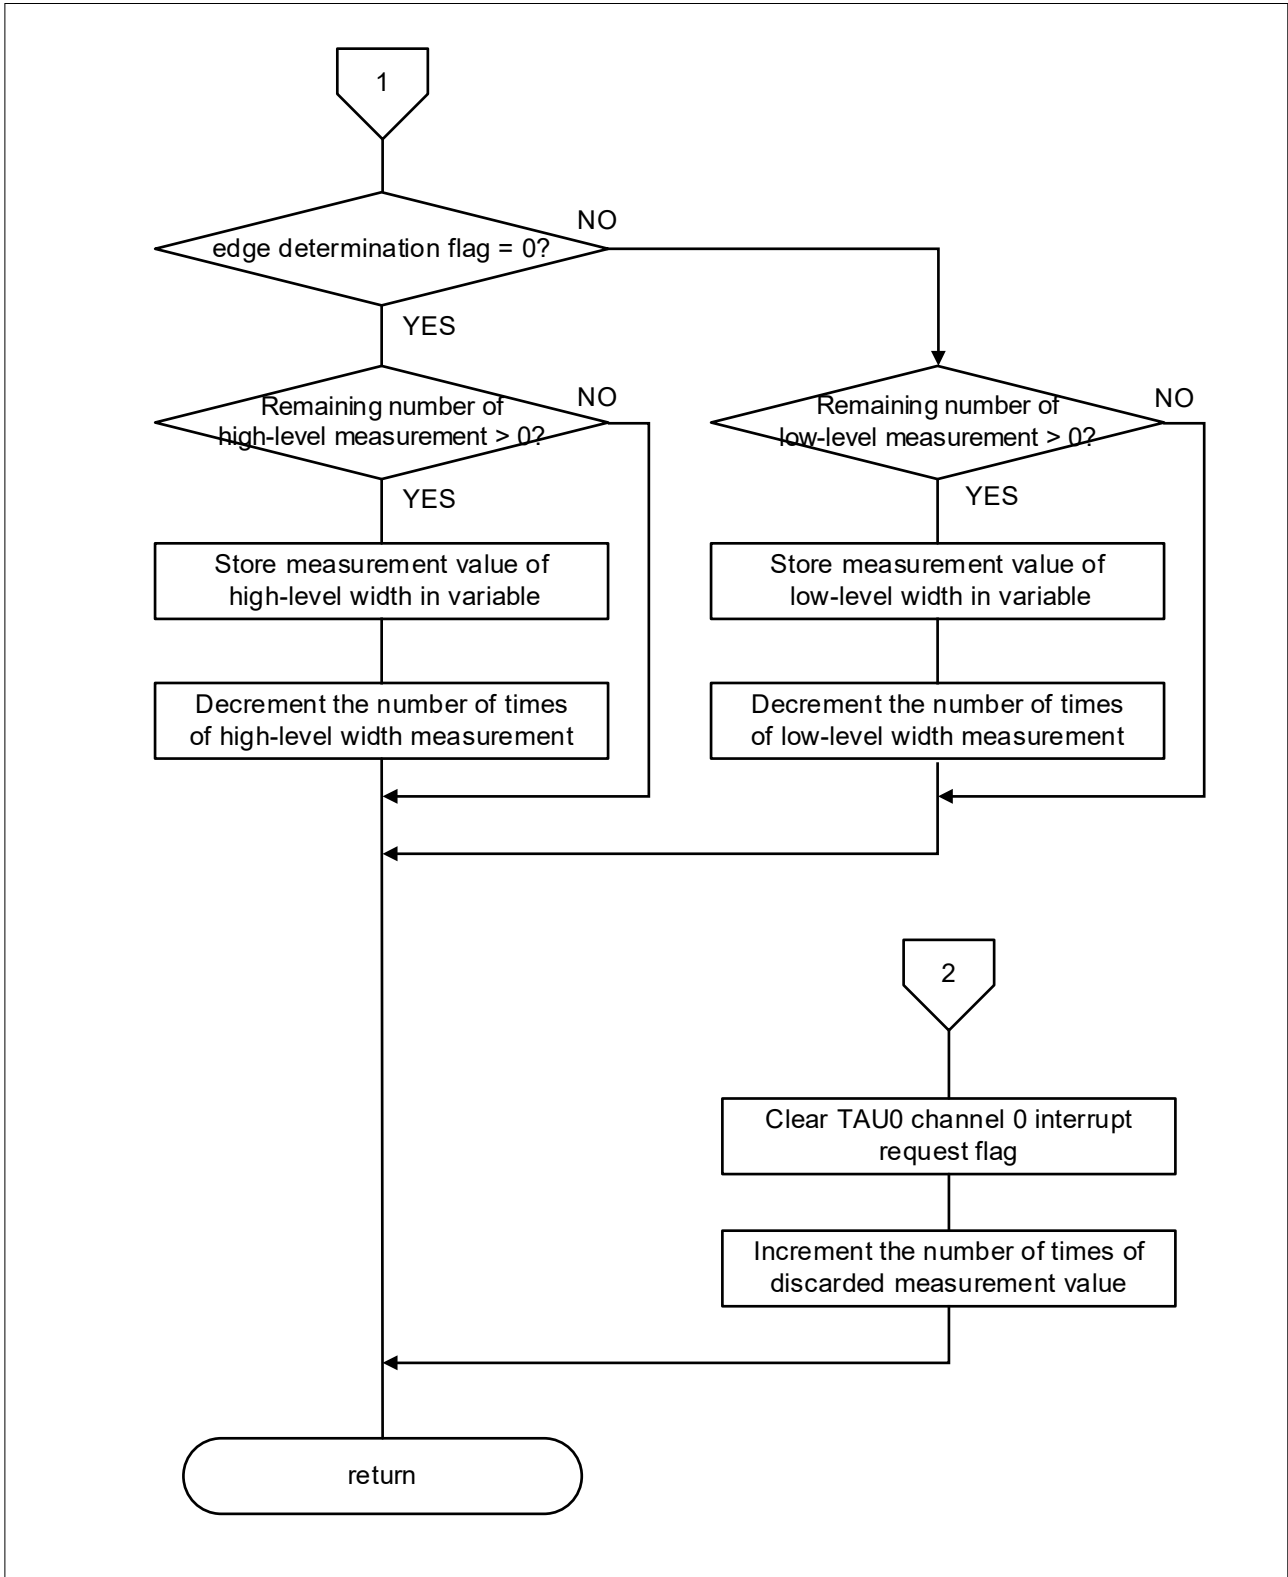 1
edge determination flag = 0?
NO
YES
Remaining number of
high-level measurement > 0?
NO
YES
Store measurement value of
high-level width in variable
Decrement the number of times
of high-level width measurement
Remaining number of
low-level measurement > 0?
NO
YES
Store measurement value of
low-level width in variable
Decrement the number of times
of low-level width measurement
2
Clear TAU0 channel 0 interrupt
request flag
Increment the number of times of
discarded measurement value
return